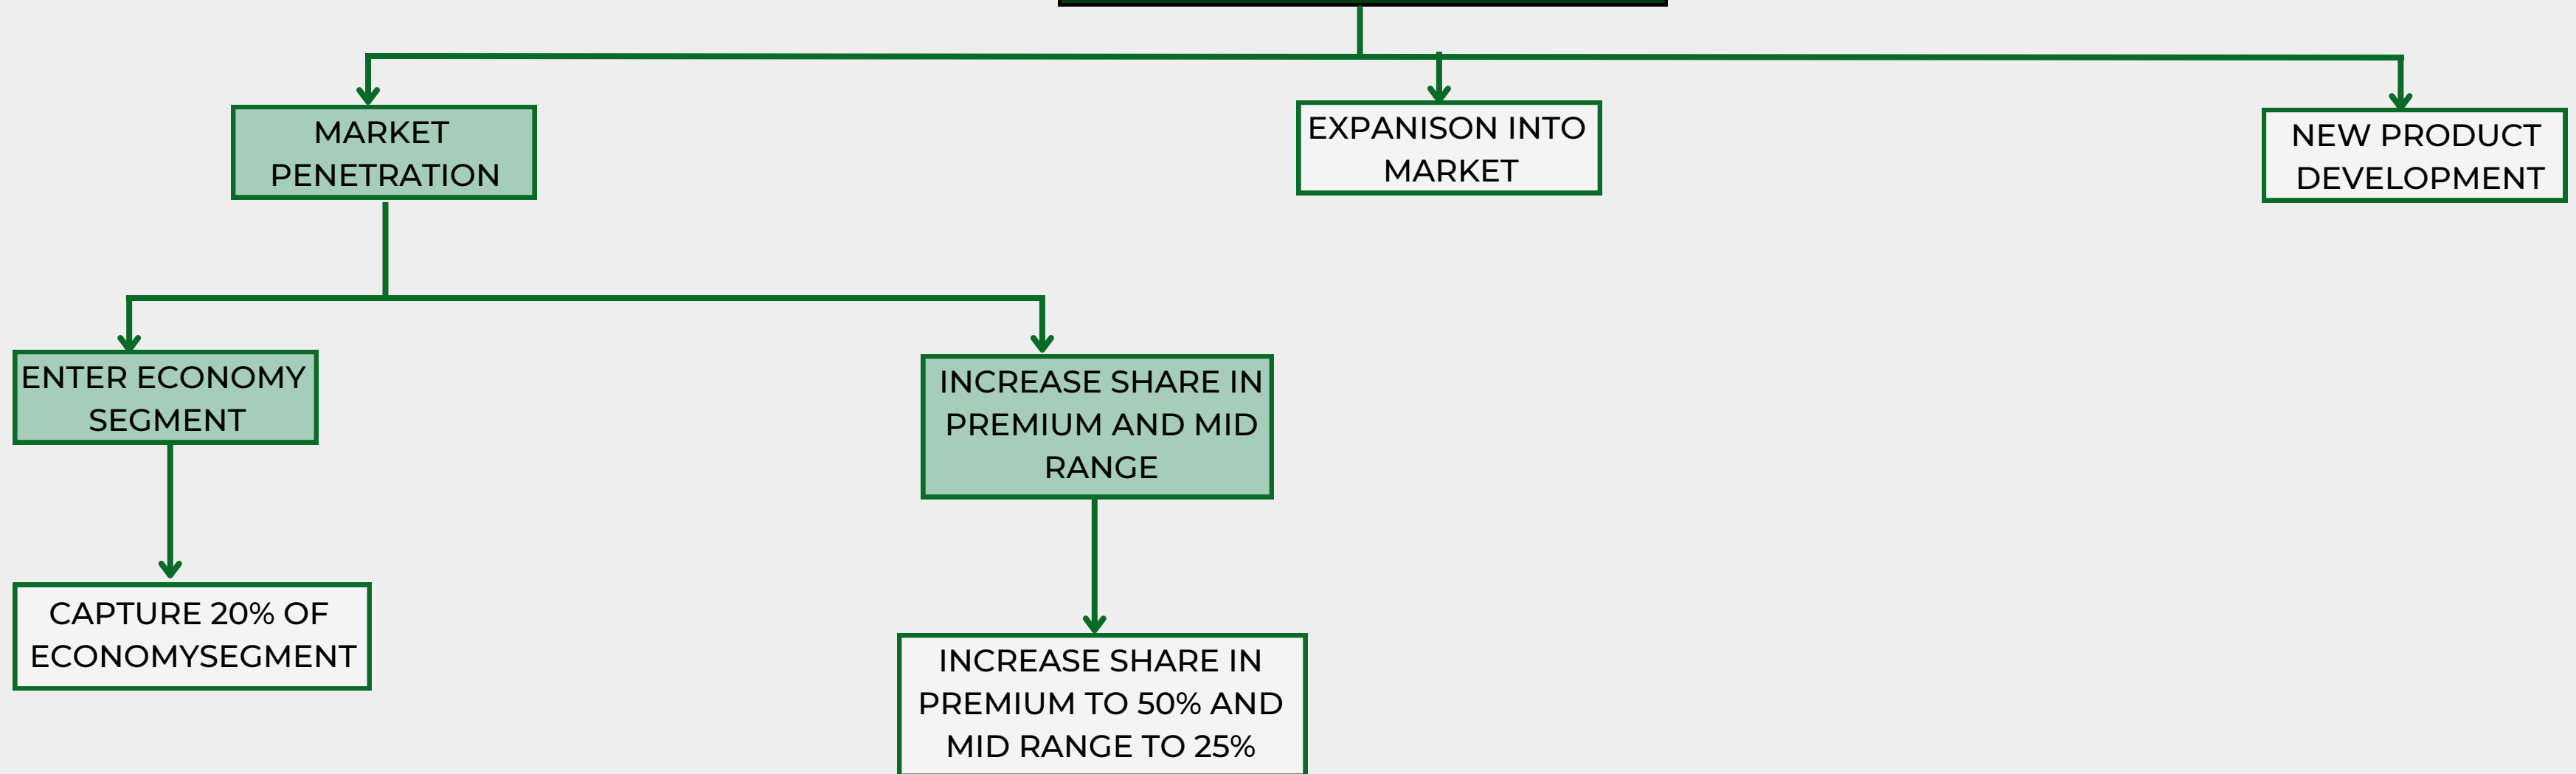 MARKET
PENETRATION
EXPANISON INTO
MARKET
NEW PRODUCT
DEVELOPMENT
ENTER ECONOMY
SEGMENT
INCREASE SHARE IN
PREMIUM AND MID
RANGE
CAPTURE 20% OF
ECONOMYSEGMENT
INCREASE SHARE IN
PREMIUM TO 50% AND
MID RANGE TO 25%